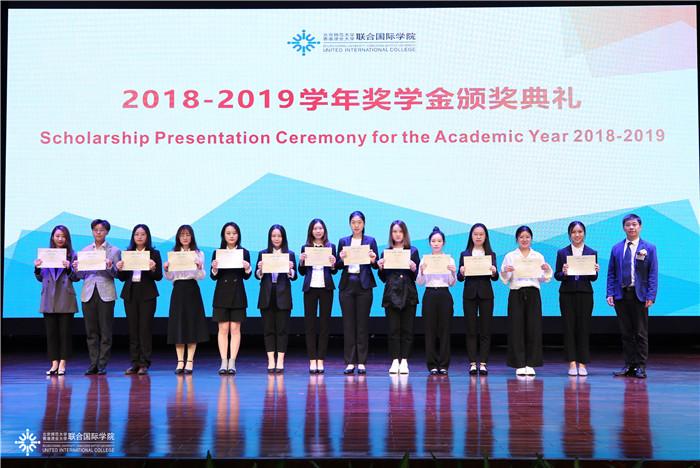 北京师范大学
香港浸会大学 联合国际学院
UNITED INTERNATIONAL COLLEGE
2018-2019学年奖学金颁奖典礼
Scholarship Presentation Ceremony for the Academic Year 2018-2019
北京师范大学
香港浸会大学 联合国际学院
UNITED INTERNATIONAL COLLEGE